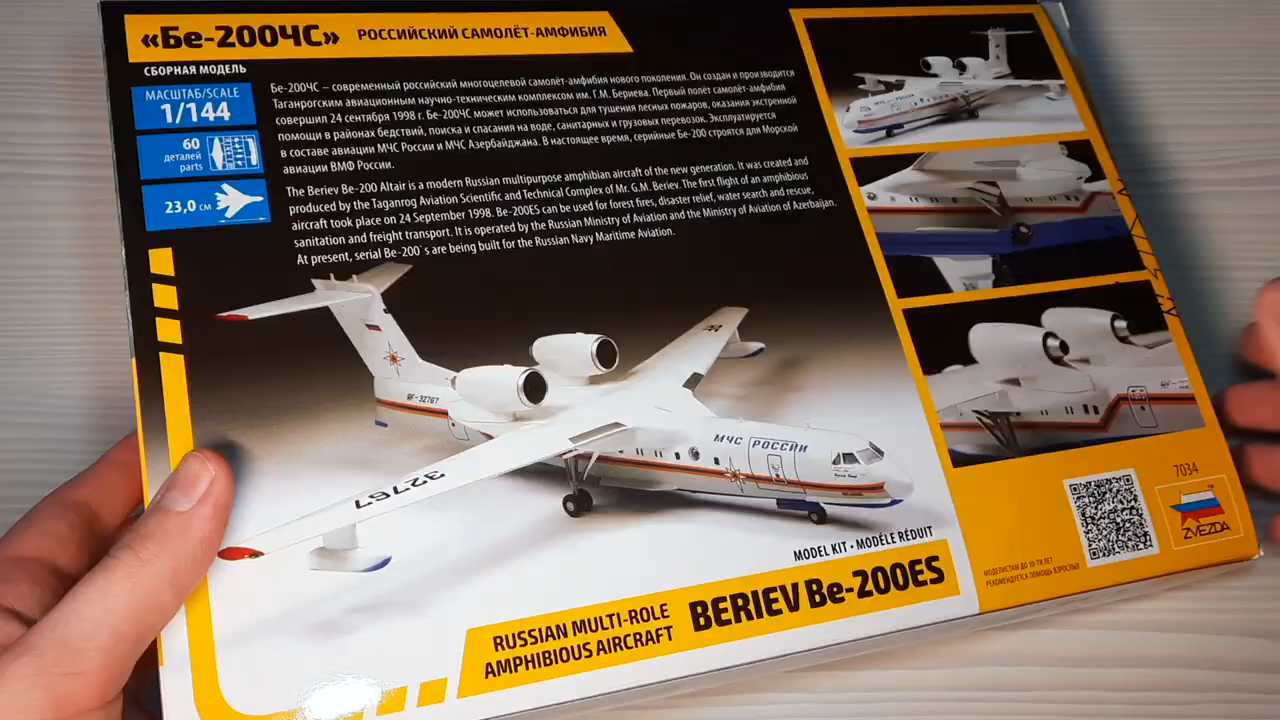 «Бе-200ЧС» РОССИЙСКИЙ САМОЛЁТ-АМФИБИЯ
СБОРНАЯ МОДЕЛЬ
МАСШТАБ/SCALE
1/144
60
деталей
parts
23,0 см
Бе-200ЧС – современный российский многоцелевой самолёт-амфибия нового поколения. Он создан и производится
Таганрогским авиационным научно-техническим комплексом им. Г.М. Бериева. Первый полёт самолёт-амфибия
совершил 24 сентября 1998 г. Бе-200ЧС может использоваться для тушения лесных пожаров, оказания экстренной
помощи в районах бедствий, поиска и спасания на воде, санитарных и грузовых перевозок. Эксплуатируется
в составе авиации МЧС России и МЧС Азербайджана. В настоящее время, серийные Бе-200 строятся для Морской
авиации ВМФ России.
The Beriev Be-200 Altair is a modern Russian multipurpose amphibian aircraft of the new generation. It was created and
produced by the Taganrog Aviation Scientific and Technical Complex of Mr. G.M. Beriev. The first flight of an amphibious
aircraft took place on 24 September 1998. Be-200ES can be used for forest fires, disaster relief, water search and rescue,
sanitation and freight transport. It is operated by the Russian Ministry of Aviation and the Ministry of Aviation of Azerbaijan.
At present, serial Be-200`s are being built for the Russian Navy Maritime Aviation.
RF-32767
МЧС РОССИИ
32767
MODEL KIT • MODÈLE RÉDUIT
RUSSIAN MULTI-ROLE
AMPHIBIOUS AIRCRAFT
BERIEV Be-200ES
МОДЕЛИСТАМ ДО 10-ТИ ЛЕТ
РЕКОМЕНДУЕТСЯ ПОМОЩЬ ВЗРОСЛЫХ
7034
ZVEZDA